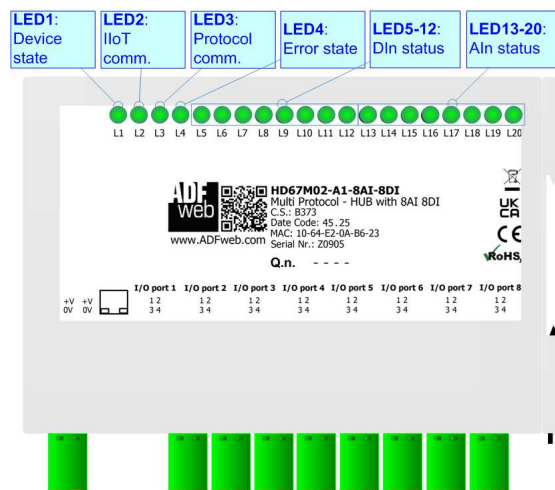 LED1:
Device
state
LED2:
IIoT
comm.
LED3:
Protocol
comm.
LED4:
Error state
LED5-12:
DIn status
LED13-20:
AIn status
L1 L2 L3 L4 L5 L6 L7 L8 L9 L10 L11 L12 L13 L14 L15 L16 L17 L18 L19 L20
ADF
web
www.ADFweb.com
HD67M02-A1-8AI-8DI
Multi Protocol - HUB with 8AI 8DI
C.S.: B373
Date Code: 45.25
MAC: 10-64-E2-0A-B6-23
Serial Nr.: Z0905
Q.n. - - - -
UK
CA
CE
RoHS
I/O port 1 I/O port 2 I/O port 3 I/O port 4 I/O port 5 I/O port 6 I/O port 7 I/O port 8
+V +V 1 2 1 2 1 2 1 2 1 2 1 2 1 2 1 2
0V 0V 3 4 3 4 3 4 3 4 3 4 3 4 3 4 3 4